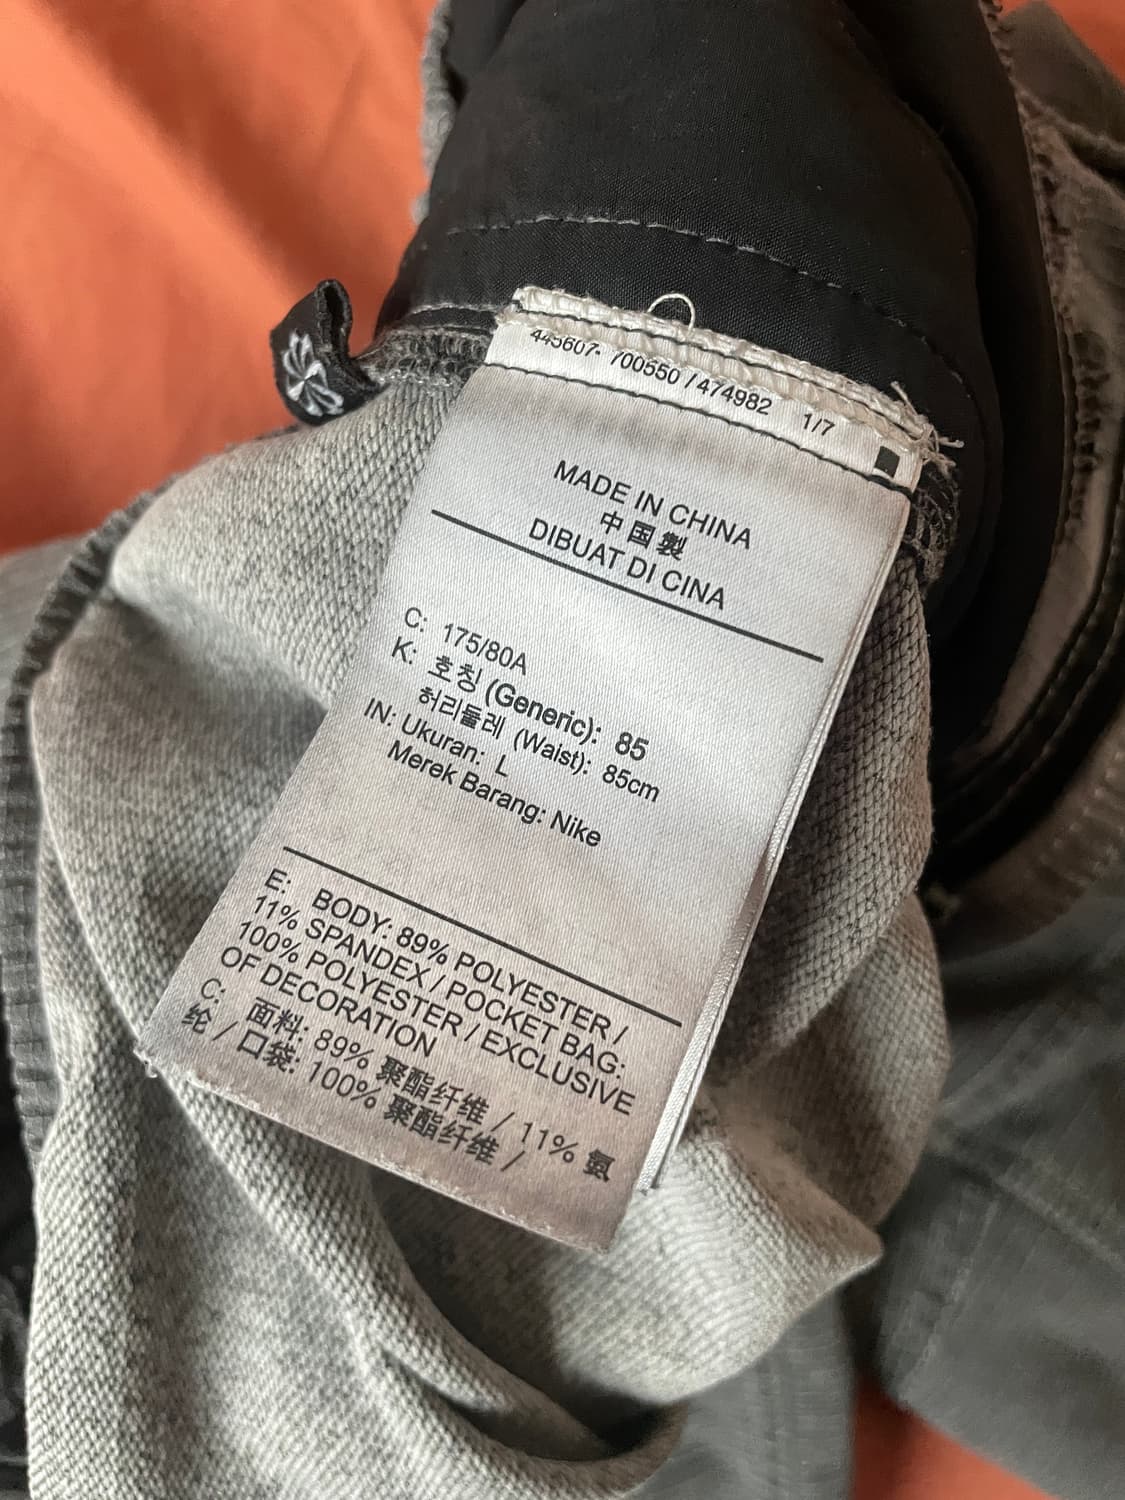 445607- 700550 / 474982 1/7
MADE IN CHINA
中国製
DIBUAT DI CINA
C: 175/80A
K: 호칭 (Generic): 85
허리둘레 (Waist): 85cm
IN: Ukuran: L
Merek Barang: Nike
E: BODY: 89% POLYESTER /
11% SPANDEX / POCKET BAG:
100% POLYESTER / EXCLUSIVE
OF DECORATION
C: 面料: 89% 聚酯纤维 / 11% 氨
纶 / 口袋: 100% 聚酯纤维 /